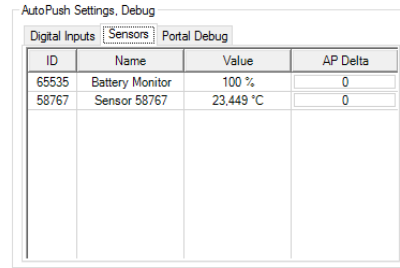 AutoPush Settings, Debug
Digital Inputs Sensors Portal Debug
ID Name Value AP Delta
65535 Battery Monitor 100 % 0
58767 Sensor 58767 23,449 °C 0